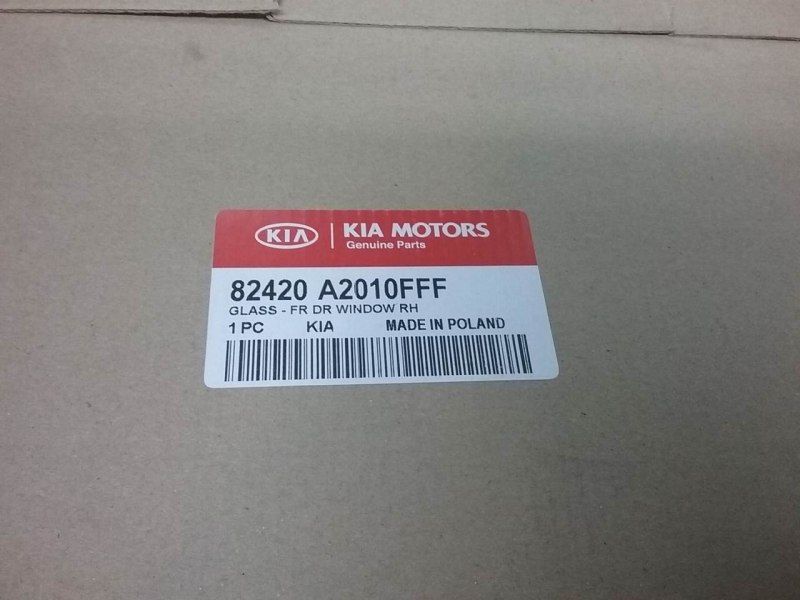 KIA
KIA MOTORS
Genuine Parts
82420 A2010FFF
GLASS - FR DR WINDOW RH
1 PC KIA MADE IN POLAND